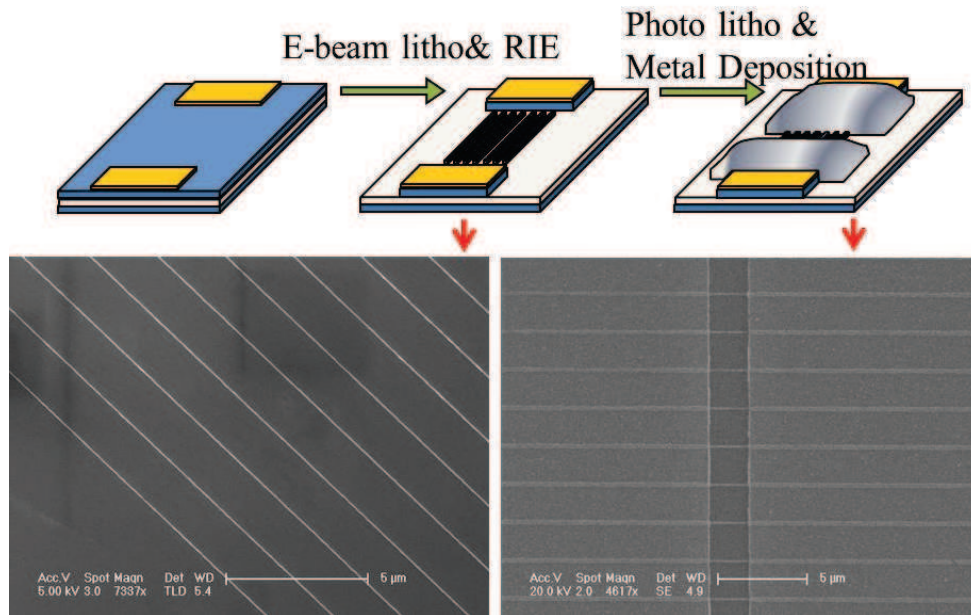 E-beam litho& RIE
Photo litho &
Metal Deposition
Acc.V Spot Magn Det WD
5.00 kV 3.0 7337x TLD 5.4
5 µm
Acc.V Spot Magn Det WD
20.0 kV 2.0 4617x SE 4.9
5 µm